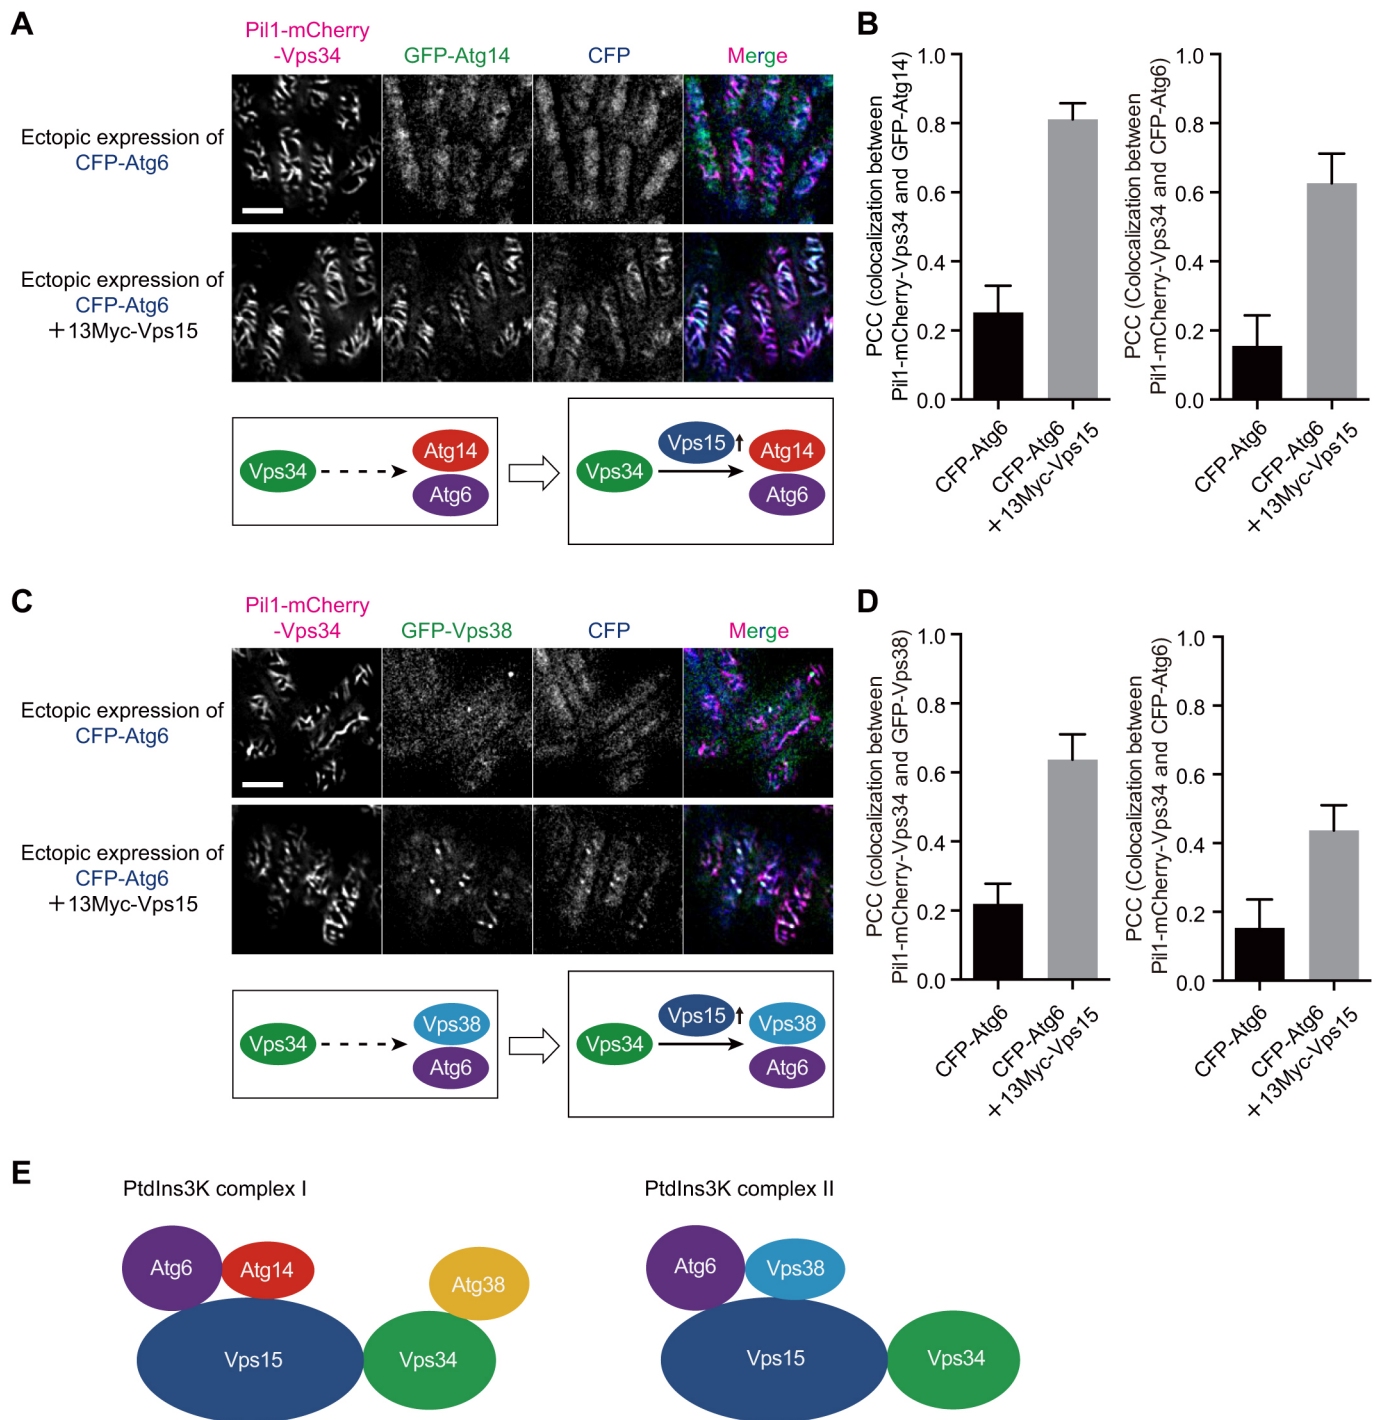 A
Pil1-mCherry
-Vps34
GFP-Atg14
CFP
Merge
Ectopic expression of
CFP-Atg6
Ectopic expression of
CFP-Atg6
+13Myc-Vps15
Vps34
Atg14
Atg6
Vps34
Vps15
Atg14
Atg6
B
PCC (colocalization between
Pil1-mCherry-Vps34 and GFP-Atg14)
1.0
0.8
0.6
0.4
0.2
0.0
CFP-Atg6
CFP-Atg6
+13Myc-Vps15
PCC (Colocalization between
Pil1-mCherry-Vps34 and CFP-Atg6)
1.0
0.8
0.6
0.4
0.2
0.0
CFP-Atg6
CFP-Atg6
+13Myc-Vps15
C
Pil1-mCherry
-Vps34
GFP-Vps38
CFP
Merge
Ectopic expression of
CFP-Atg6
Ectopic expression of
CFP-Atg6
+13Myc-Vps15
Vps34
Vps38
Atg6
Vps34
Vps15
Vps38
Atg6
D
PCC (colocalization between
Pil1-mCherry-Vps34 and GFP-Vps38)
1.0
0.8
0.6
0.4
0.2
0.0
CFP-Atg6
CFP-Atg6
+13Myc-Vps15
PCC (Colocalization between
Pil1-mCherry-Vps34 and CFP-Atg6)
1.0
0.8
0.6
0.4
0.2
0.0
CFP-Atg6
CFP-Atg6
+13Myc-Vps15
E
PtdIns3K complex I
Atg6
Atg14
Atg38
Vps15
Vps34
PtdIns3K complex II
Atg6
Vps38
Vps15
Vps34